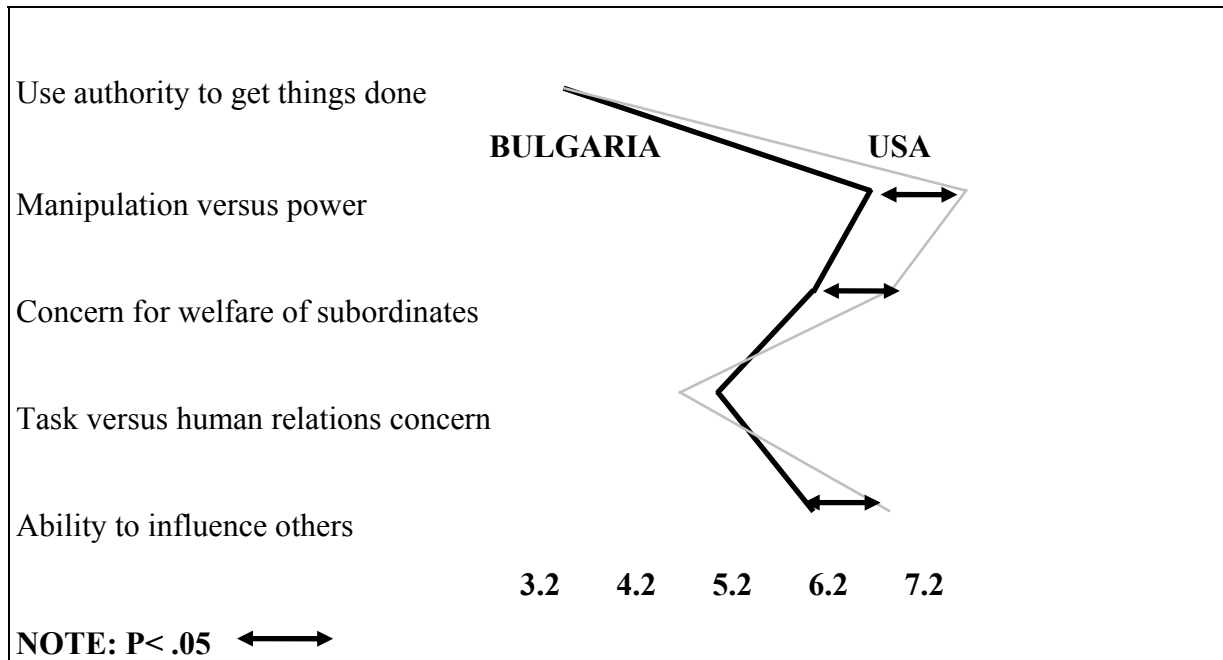 Use authority to get things done
BULGARIA USA
Manipulation versus power
Concern for welfare of subordinates
Task versus human relations concern
Ability to influence others
3.2 4.2 5.2 6.2 7.2
NOTE: P< .05